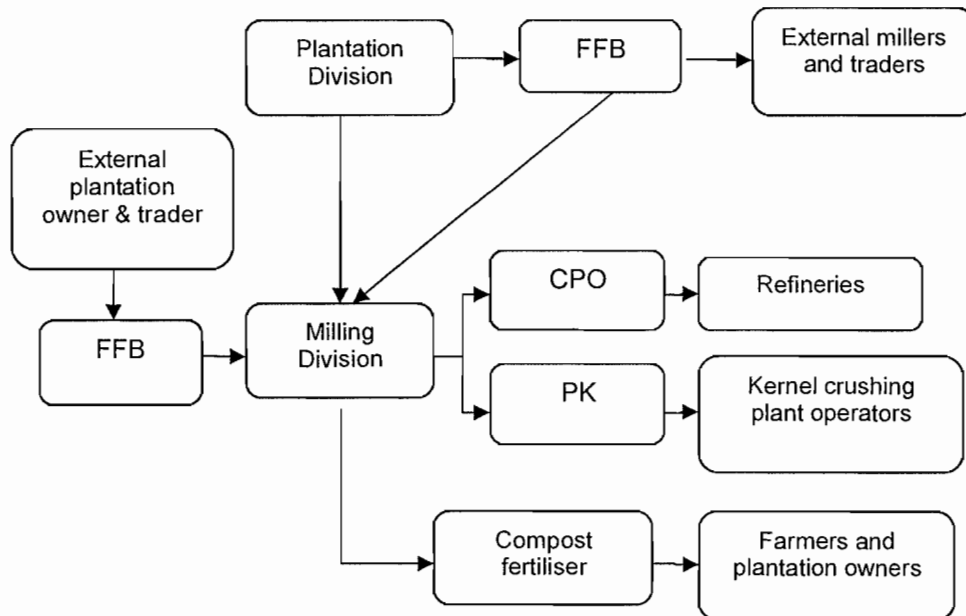 Plantation
Division
FFB
External millers
and traders
External
plantation
owner & trader
FFB
Milling
Division
CPO
Refineries
PK
Kernel crushing
plant operators
Compost
fertiliser
Farmers and
plantation owners